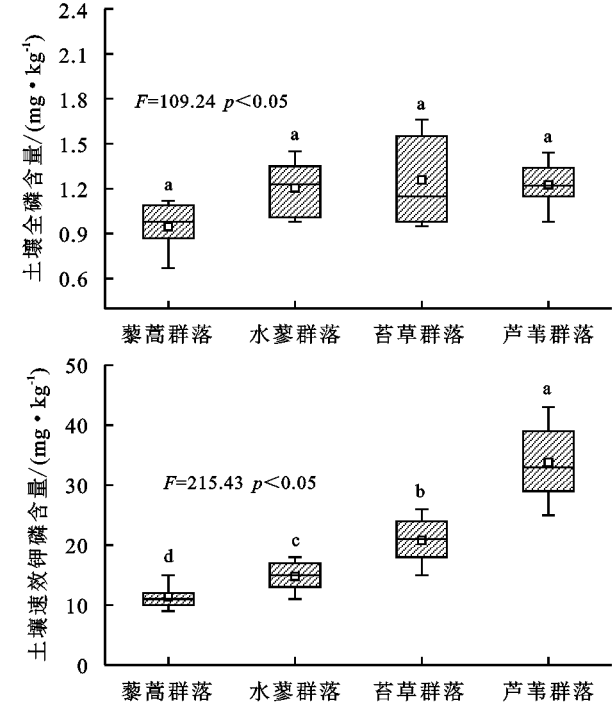 2.4
2.1
1.8
1.5
1.2
0.9
0.6
土壤全磷含量/(mg·kg⁻¹)
F=109.24 p<0.05
a
a
a
a
藜蒿群落 水蓼群落 苔草群落 芦苇群落
50
40
30
20
10
0
土壤速效钾磷含量/(mg·kg⁻¹)
F=215.43 p<0.05
d
c
b
a
藜蒿群落 水蓼群落 苔草群落 芦苇群落